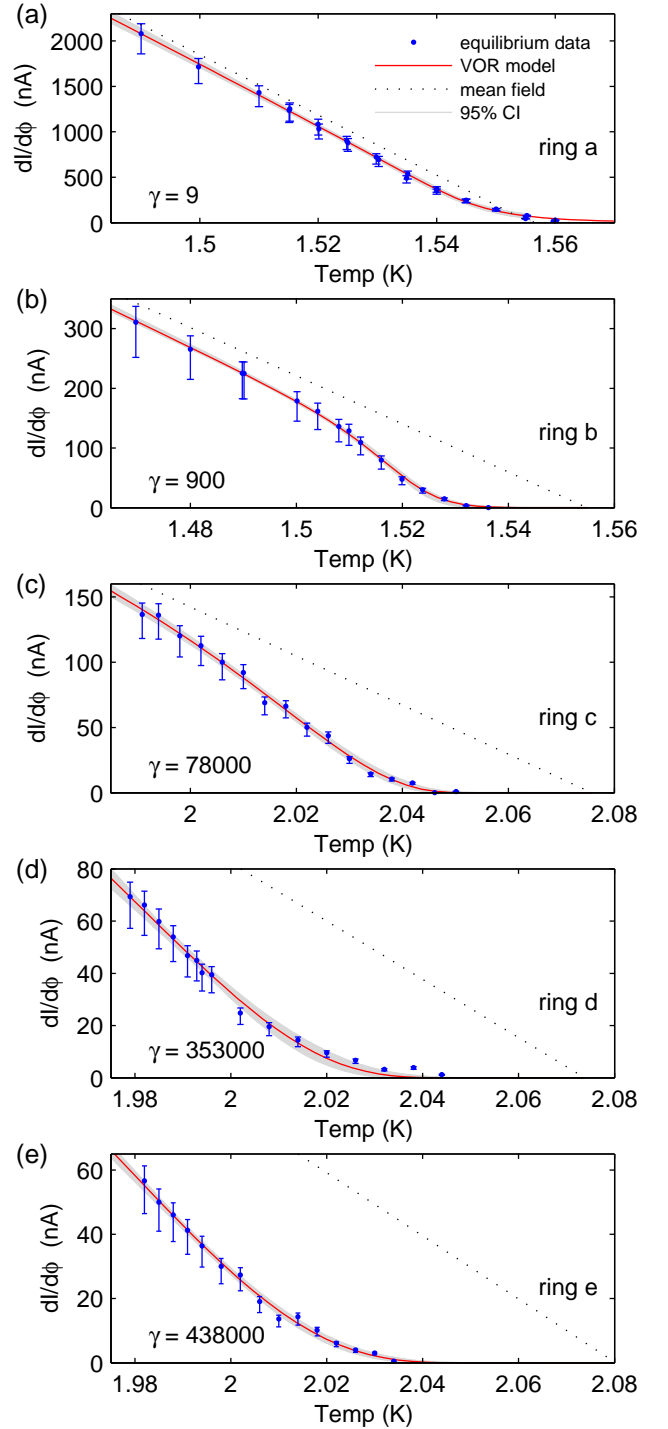 (a)
2000
1500
1000
500
0
dI/dϕ (nA)
equilibrium data
VOR model
mean field
95% CI
ring a
γ = 9
1.5 1.52 1.54 1.56
Temp (K)
(b)
300
200
100
0
dI/dϕ (nA)
ring b
γ = 900
1.48 1.5 1.52 1.54 1.56
Temp (K)
(c)
150
100
50
0
dI/dϕ (nA)
ring c
γ = 78000
2 2.02 2.04 2.06 2.08
Temp (K)
(d)
80
60
40
20
0
dI/dϕ (nA)
ring d
γ = 353000
1.98 2 2.02 2.04 2.06 2.08
Temp (K)
(e)
60
40
20
0
dI/dϕ (nA)
ring e
γ = 438000
1.98 2 2.02 2.04 2.06 2.08
Temp (K)